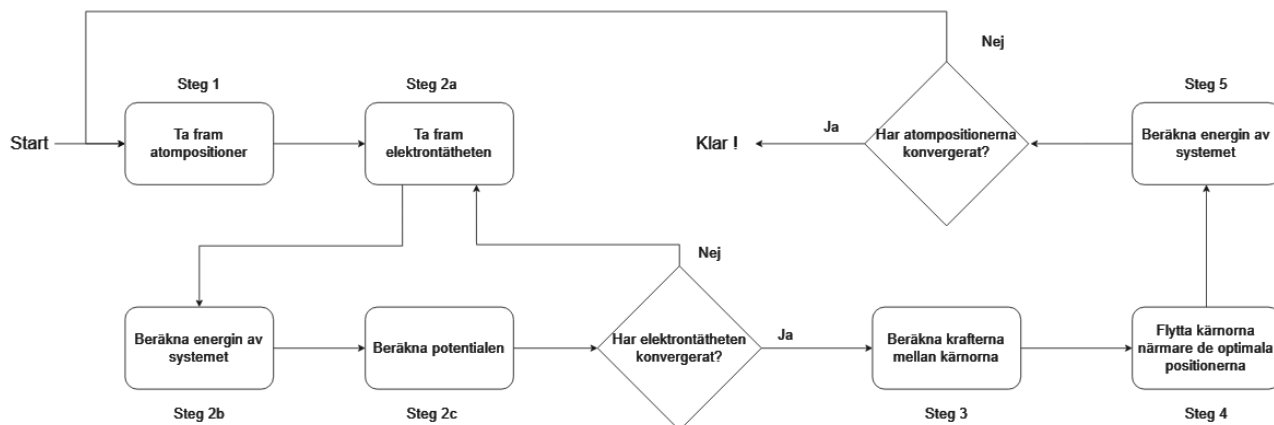 Nej
Steg 1
Steg 2a
Steg 5
Start
Ta fram
atompositioner
Ta fram
elektrontätheten
Klar !
Ja
Har atompositionerna
konvergerat?
Beräkna energin av
systemet
Nej
Beräkna energin av
systemet
Beräkna potentialen
Har elektrontätheten
konvergerat?
Ja
Beräkna krafterna
mellan kärnorna
Flytta kärnorna
närmare de optimala
positionerna
Steg 2b
Steg 2c
Steg 3
Steg 4